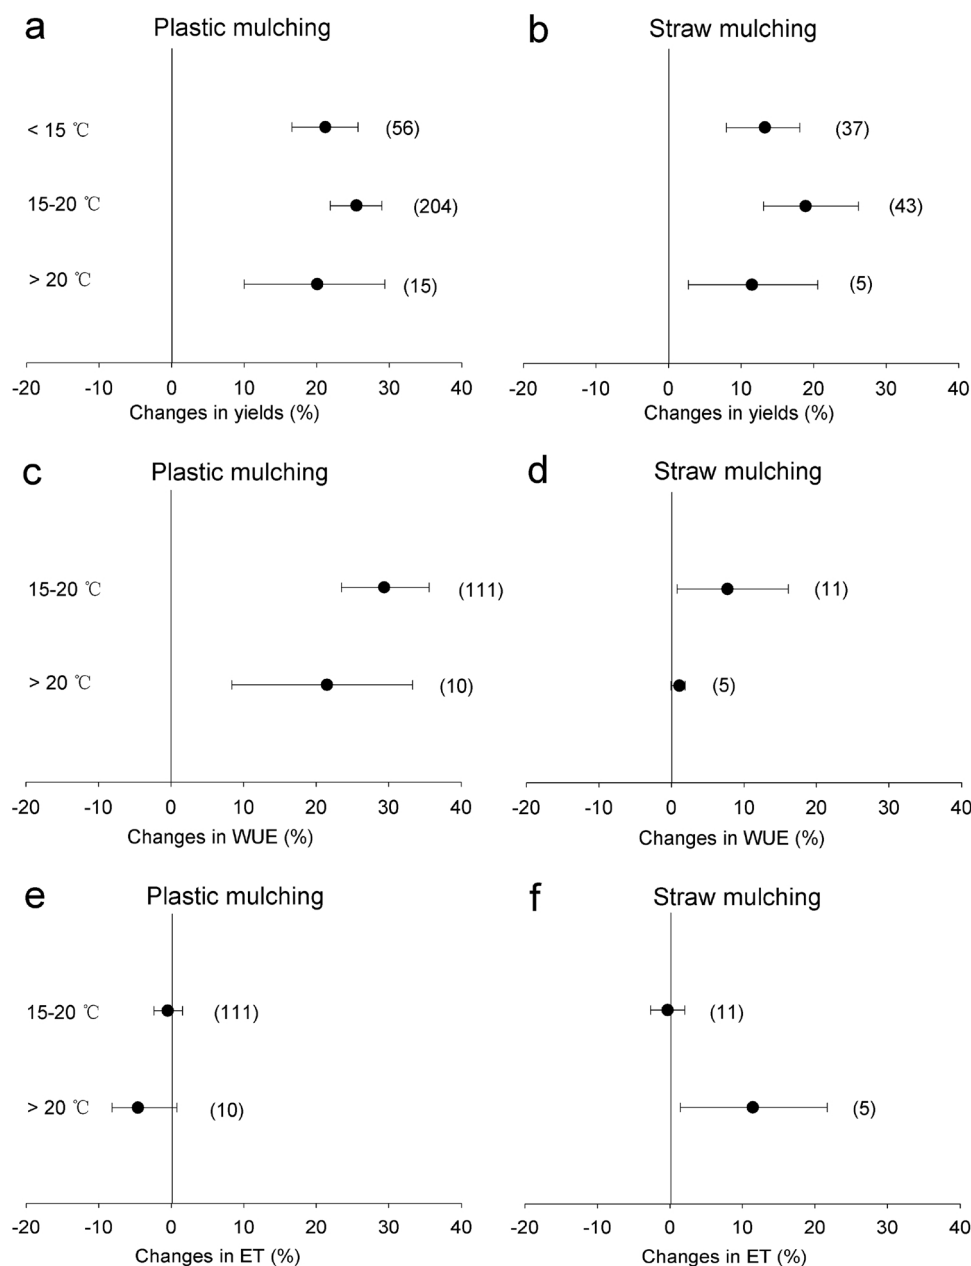 a Plastic mulching
b Straw mulching
< 15 ℃ (56) (37)
15-20 ℃ (204) (43)
> 20 ℃ (15) (5)
-20 -10 0 10 20 30 40 -20 -10 0 10 20 30 40
Changes in yields (%) Changes in yields (%)
c Plastic mulching
d Straw mulching
15-20 ℃ (111) (11)
> 20 ℃ (10) (5)
-20 -10 0 10 20 30 40 -20 -10 0 10 20 30 40
Changes in WUE (%) Changes in WUE (%)
e Plastic mulching
f Straw mulching
15-20 ℃ (111) (11)
> 20 ℃ (10) (5)
-20 -10 0 10 20 30 40 -20 -10 0 10 20 30 40
Changes in ET (%) Changes in ET (%)